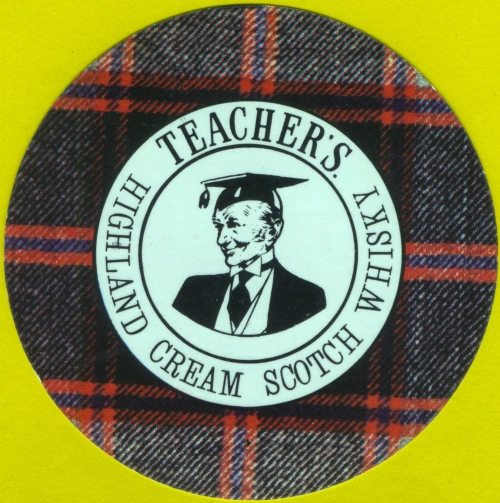 TEACHER'S.
HIGHLAND CREAM SCOTCH WHISKY